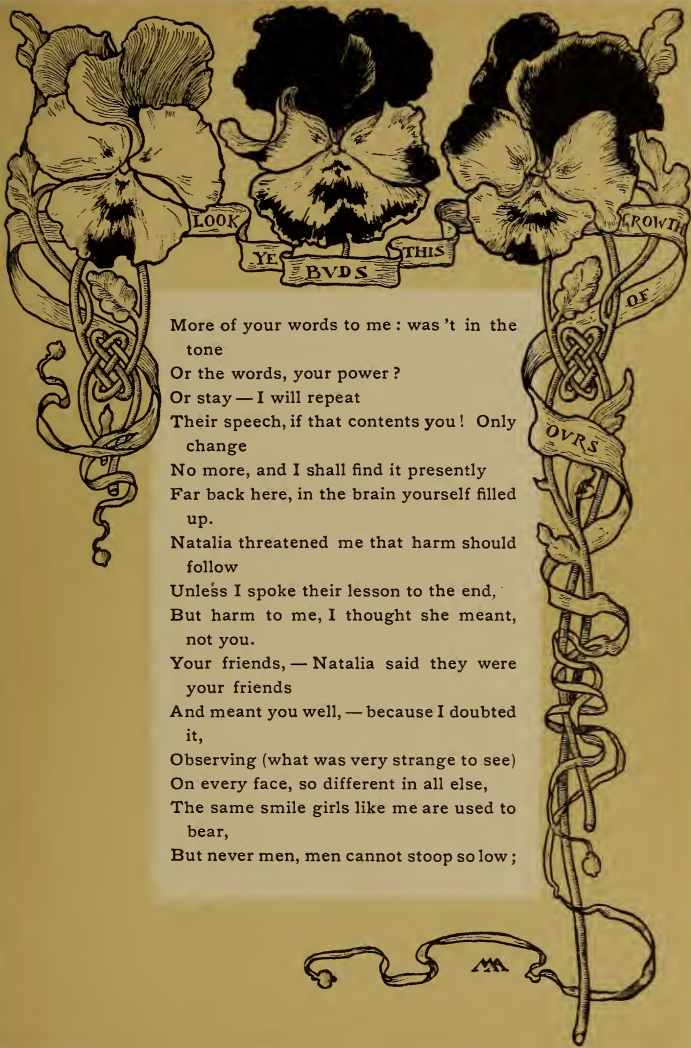 LOOK
YE
BVDS
THIS
GROWTH
OF
OVRS
More of your words to me : was 't in the
tone
Or the words, your power ?
Or stay — I will repeat
Their speech, if that contents you ! Only
change
No more, and I shall find it presently
Far back here, in the brain yourself filled
up.
Natalia threatened me that harm should
follow
Unless I spoke their lesson to the end,
But harm to me, I thought she meant,
not you.
Your friends, — Natalia said they were
your friends
And meant you well, — because I doubted
it,
Observing (what was very strange to see)
On every face, so different in all else,
The same smile girls like me are used to
bear,
But never men, men cannot stoop so low ;